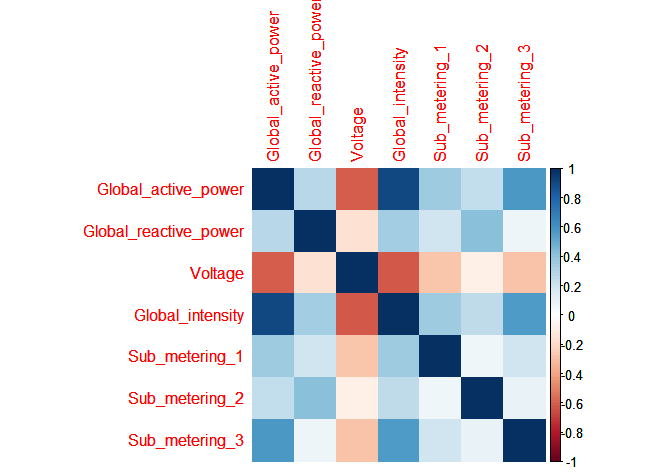 Global_active_power
Global_reactive_power
Voltage
Global_intensity
Sub_metering_1
Sub_metering_2
Sub_metering_3
Global_active_power
Global_reactive_power
Voltage
Global_intensity
Sub_metering_1
Sub_metering_2
Sub_metering_3
1
0.8
0.6
0.4
0.2
0
-0.2
-0.4
-0.6
-0.8
-1